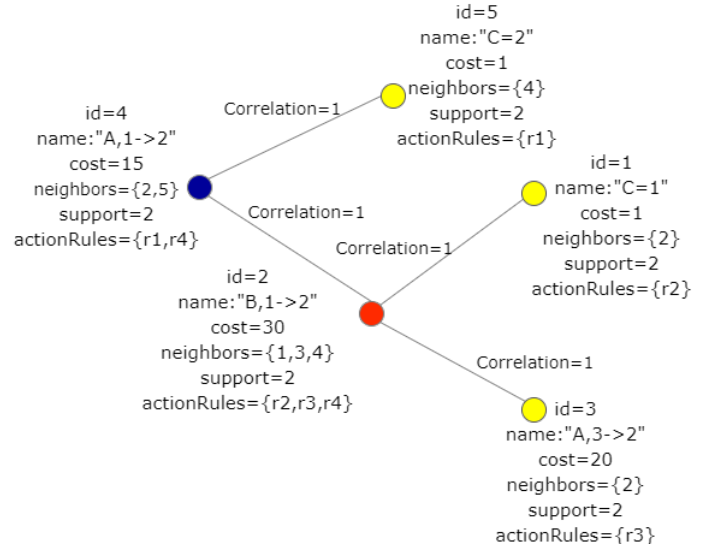 id=5
name:"C=2"
cost=1
neighbors={4}
support=2
actionRules={r1}
Correlation=1
id=4
name:"A,1->2"
cost=15
neighbors={2,5}
support=2
actionRules={r1,r4}
id=1
name:"C=1"
cost=1
neighbors={2}
support=2
actionRules={r2}
Correlation=1
Correlation=1
id=2
name:"B,1->2"
cost=30
neighbors={1,3,4}
support=2
actionRules={r2,r3,r4}
Correlation=1
id=3
name:"A,3->2"
cost=20
neighbors={2}
support=2
actionRules={r3}